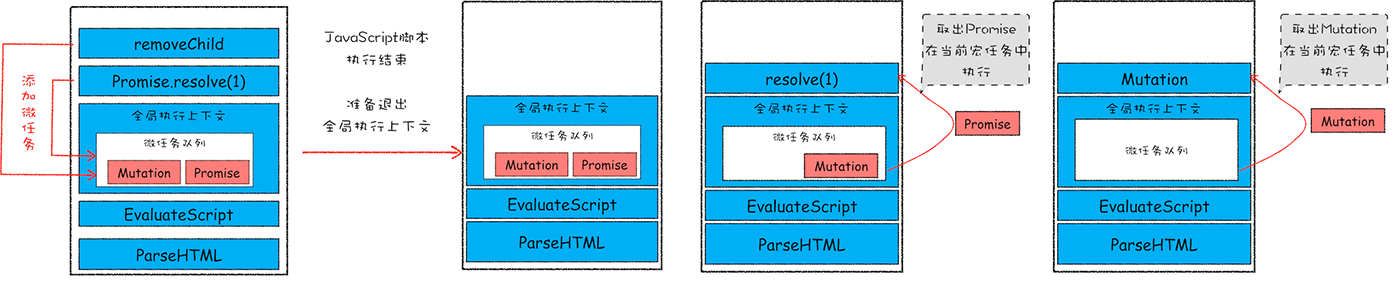 removeChild
Promise.resolve(1)
添
加
微
任
务
全局执行上下文
微任务队列
Mutation
Promise
EvaluateScript
ParseHTML
JavaScript脚本
执行结束
准备退出
全局执行上下文
全局执行上下文
微任务队列
Mutation
Promise
EvaluateScript
ParseHTML
resolve(1)
全局执行上下文
微任务队列
Mutation
EvaluateScript
ParseHTML
取出Promise
在当前宏任务中
执行
Promise
Mutation
全局执行上下文
微任务队列
EvaluateScript
ParseHTML
取出Mutation
在当前宏任务中
执行
Mutation